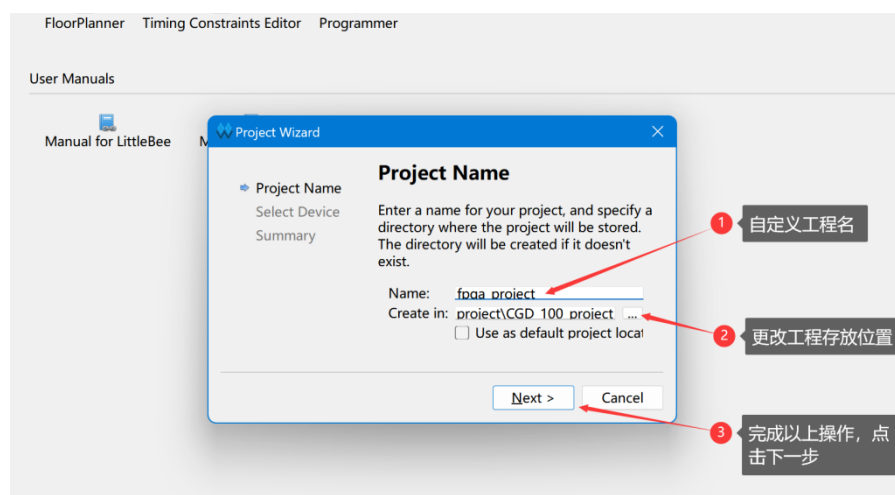 FloorPlanner Timing Constraints Editor Programmer
User Manuals
Manual for LittleBee
Project Wizard
Project Name
Select Device
Summary
Project Name
Enter a name for your project, and specify a
directory where the project will be stored.
The directory will be created if it doesn't
exist.
Name: fpga_project
Create in: project\CGD_100_project ...
Use as default project locat
Next >
Cancel
1 自定义工程名
2 更改工程存放位置
3 完成以上操作，点
击下一步